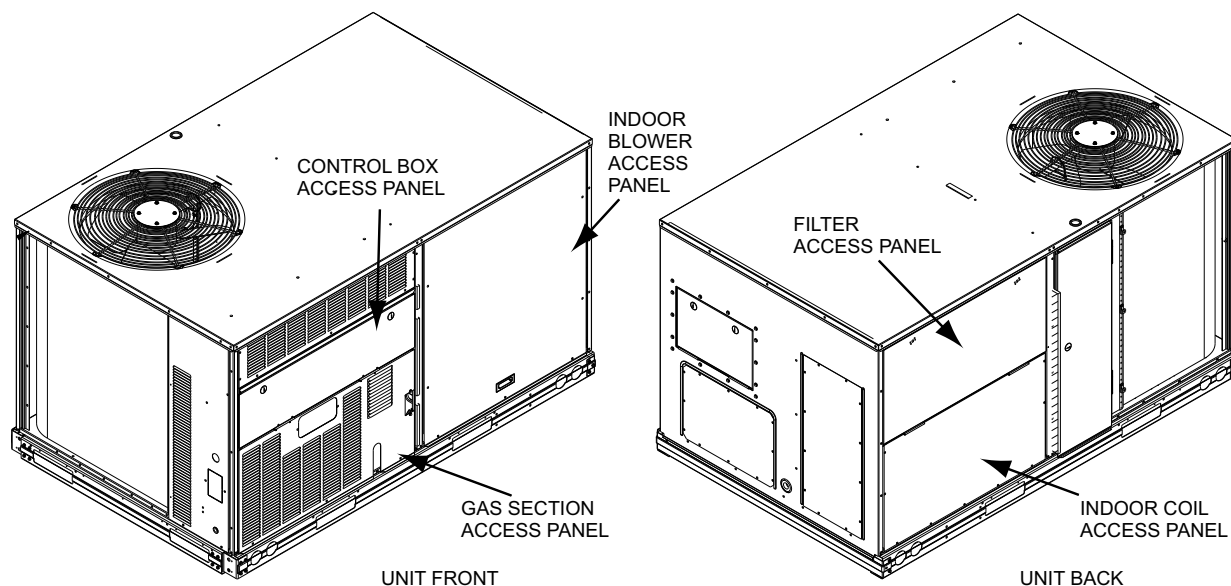 CONTROL BOX
ACCESS PANEL
INDOOR
BLOWER
ACCESS
PANEL
GAS SECTION
ACCESS PANEL
UNIT FRONT
FILTER
ACCESS PANEL
INDOOR COIL
ACCESS PANEL
UNIT BACK